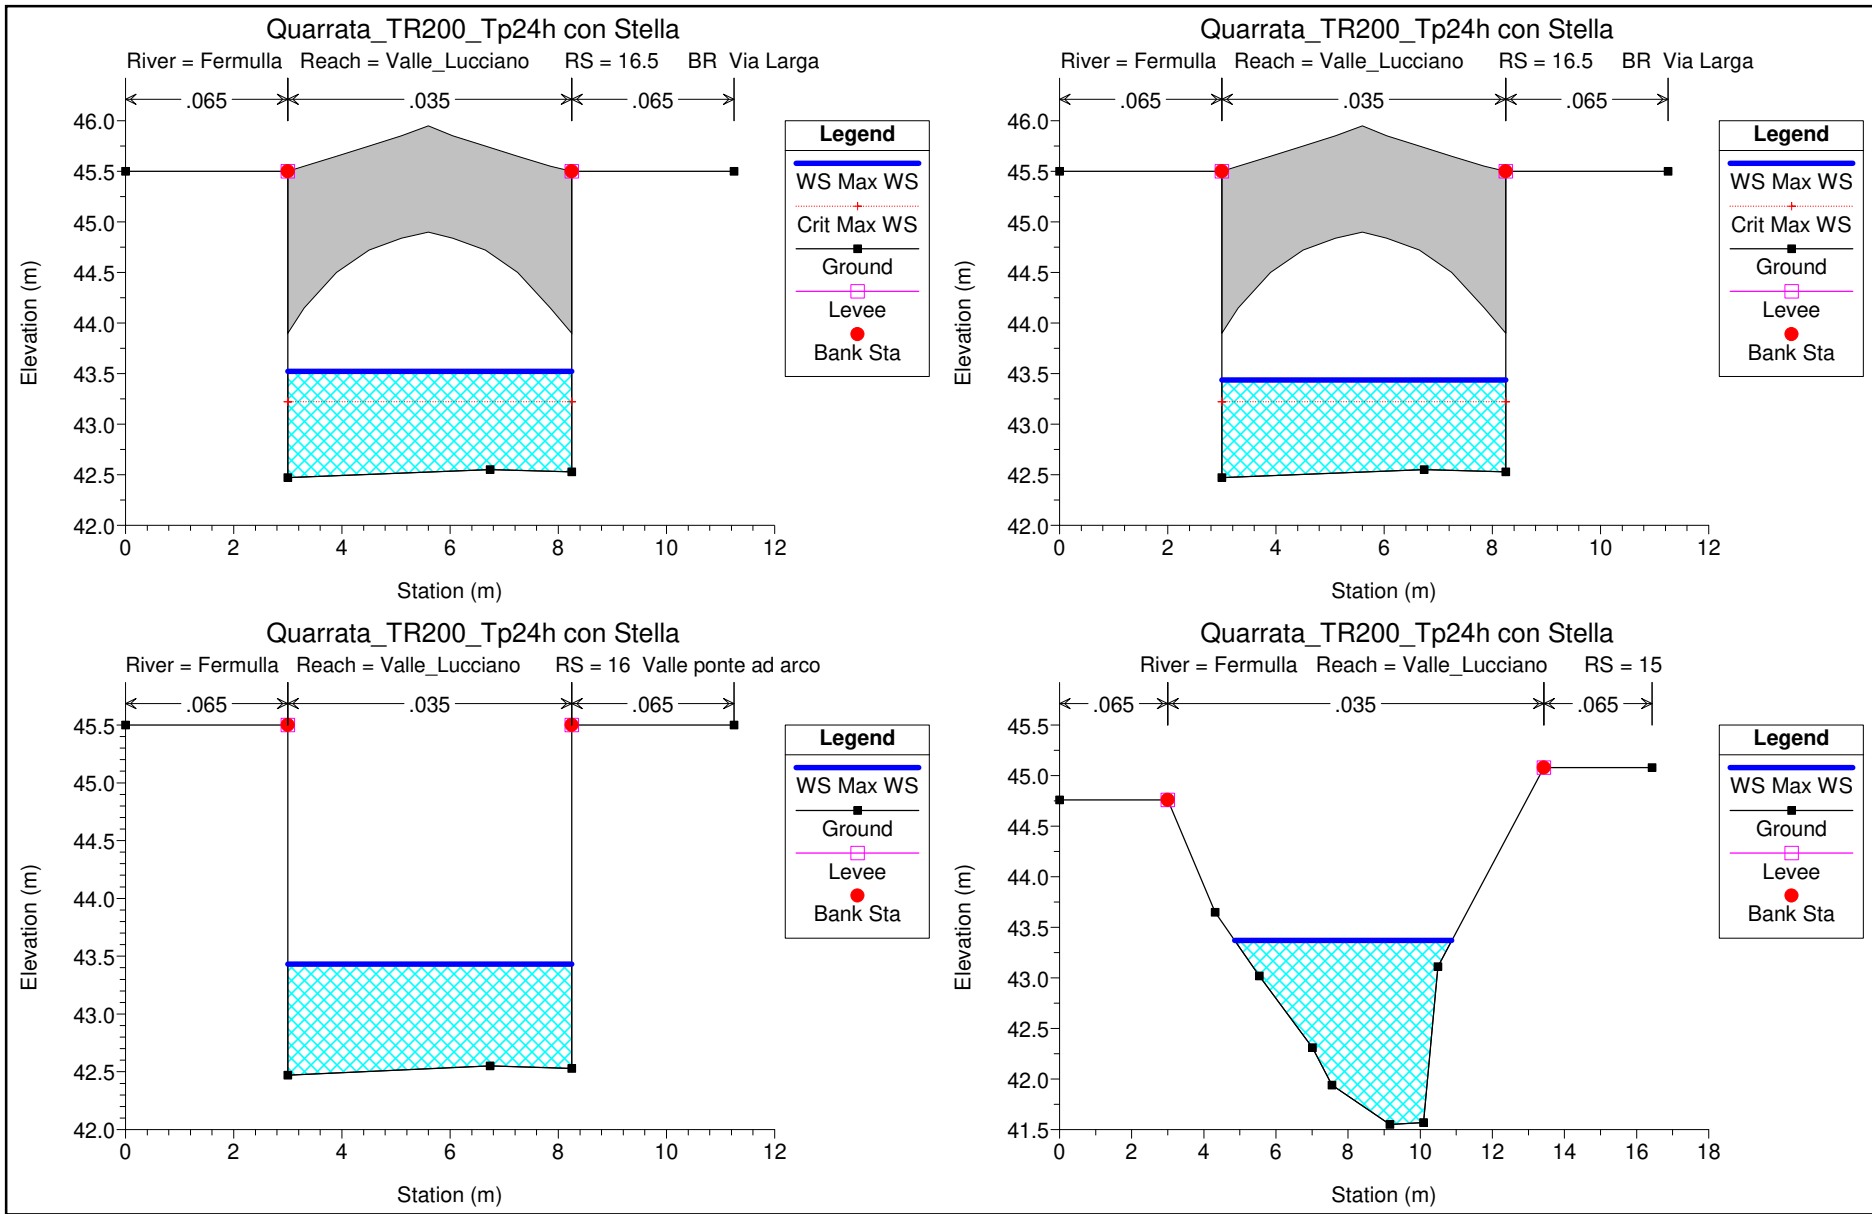 Quarrata_TR200_Tp24h con Stella
River = Fermulla Reach = Valle_Lucciano RS = 16.5 BR Via Larga
.065 .035 .065
46.0
45.5
45.0
44.5
44.0
43.5
43.0
42.5
42.0
0 2 4 6 8 10 12
Elevation (m)
Station (m)
Legend
WS Max WS
Crit Max WS
Ground
Levee
Bank Sta
Quarrata_TR200_Tp24h con Stella
River = Fermulla Reach = Valle_Lucciano RS = 16.5 BR Via Larga
.065 .035 .065
46.0
45.5
45.0
44.5
44.0
43.5
43.0
42.5
42.0
0 2 4 6 8 10 12
Elevation (m)
Station (m)
Legend
WS Max WS
Crit Max WS
Ground
Levee
Bank Sta
Quarrata_TR200_Tp24h con Stella
River = Fermulla Reach = Valle_Lucciano RS = 16 Valle ponte ad arco
.065 .035 .065
45.5
45.0
44.5
44.0
43.5
43.0
42.5
42.0
0 2 4 6 8 10 12
Elevation (m)
Station (m)
Legend
WS Max WS
Ground
Levee
Bank Sta
Quarrata_TR200_Tp24h con Stella
River = Fermulla Reach = Valle_Lucciano RS = 15
.065 .035 .065
45.5
45.0
44.5
44.0
43.5
43.0
42.5
42.0
41.5
0 2 4 6 8 10 12 14 16 18
Elevation (m)
Station (m)
Legend
WS Max WS
Ground
Levee
Bank Sta